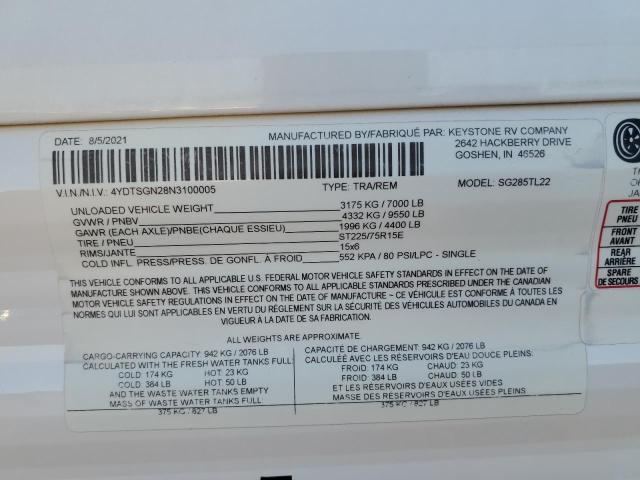 DATE: 8/5/2021
MANUFACTURED BY/FABRIQUÉ PAR: KEYSTONE RV COMPANY
2642 HACKBERRY DRIVE
GOSHEN, IN 46526
V.I.N./N.I.V.: 4YDTSGN28N3100005
TYPE: TRA/REM
MODEL: SG285TL22
UNLOADED VEHICLE WEIGHT 3175 KG / 7000 LB
GVWR / PNBV 4332 KG / 9550 LB
GAWR (EACH AXLE)/PNBE(CHAQUE ESSIEU) 1996 KG / 4400 LB
TIRE / PNEU ST225/75R15E
RIMS/JANTE 15x6
COLD INFL. PRESS/PRESS. DE GONFL. À FROID 552 KPA / 80 PSI/LPC - SINGLE
THIS VEHICLE CONFORMS TO ALL APPLICABLE U.S. FEDERAL MOTOR VEHICLE SAFETY STANDARDS IN EFFECT ON THE DATE OF
MANUFACTURE SHOWN ABOVE. THIS VEHICLE CONFORMS TO ALL APPLICABLE STANDARDS PRESCRIBED UNDER THE CANADIAN
MOTOR VEHICLE SAFETY REGULATIONS IN EFFECT ON THE DATE OF MANUFACTURE – CE VÉHICULE EST CONFORME À TOUTES LES
NORMES QUI LUI SONT APPLICABLES EN VERTU DU RÈGLEMENT SUR LA SÉCURITÉ DES VÉHICULES AUTOMOBILES DU CANADA EN
VIGUEUR À LA DATE DE SA FABRICATION.
ALL WEIGHTS ARE APPROXIMATE.
CARGO-CARRYING CAPACITY: 942 KG / 2076 LB
CALCULATED WITH THE FRESH WATER TANKS FULL:
COLD: 174 KG HOT: 23 KG
COLD: 384 LB HOT: 50 LB
AND THE WASTE WATER TANKS EMPTY
MASS OF WASTE WATER TANKS FULL:
375 KG / 827 LB
CAPACITÉ DE CHARGEMENT: 942 KG / 2076 LB
CALCULÉE AVEC LES RÉSERVOIRS D'EAU DOUCE PLEINS:
FROID: 174 KG CHAUD: 23 KG
FROID: 384 LB CHAUD: 50 LB
ET LES RÉSERVOIRS D'EAUX USÉES VIDES
MASSE DES RÉSERVOIRS D'EAUX USÉES PLEINS:
375 KG / 827 LB
TIRE
PNEU
FRONT
AVANT
REAR
ARRIÈRE
SPARE
DE SECOURS